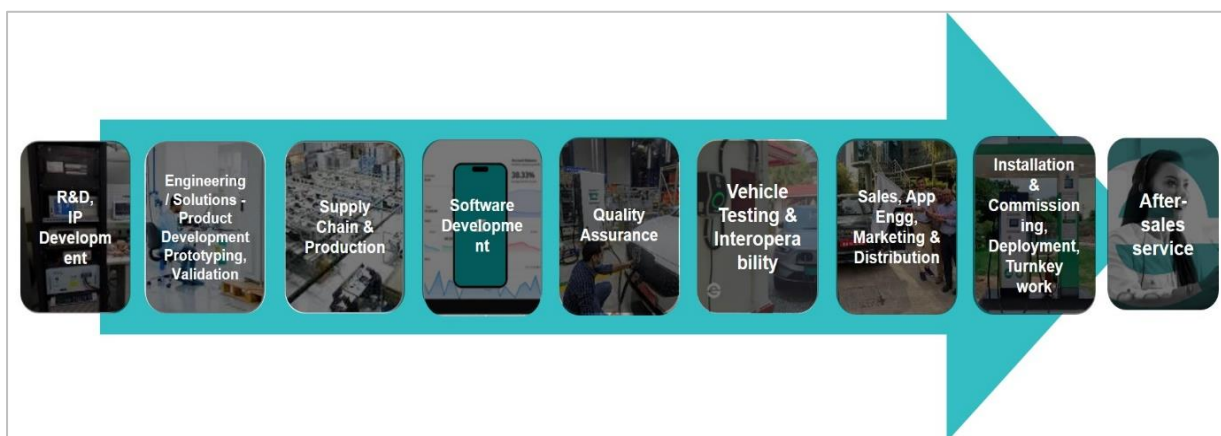 R&D,
IP
Developm
ent
Engineering
/ Solutions -
Product
Development
Prototyping,
Validation
Supply
Chain &
Production
38.33%
Software
Developme
nt
Quality
Assurance
Vehicle
Testing &
Interopera
bility
Sales, App
Engg,
Marketing &
Distribution
Installation
&
Commission
ing,
Deployment,
Turnkey
work
After-
sales
service